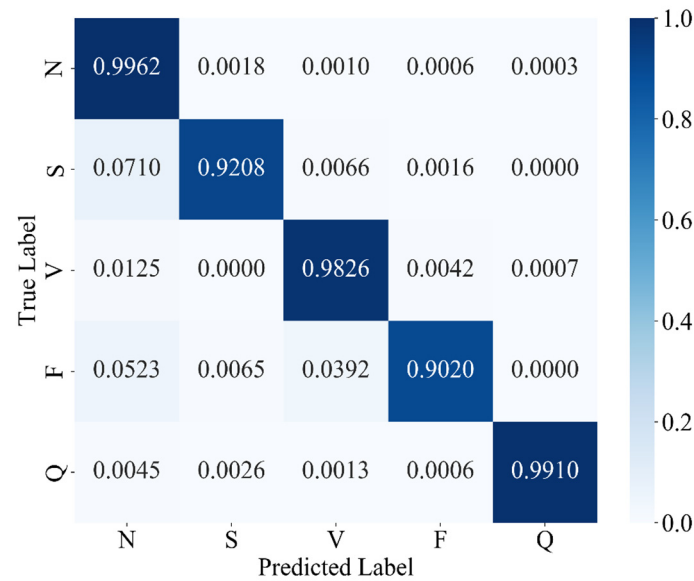 N 0.9962 0.0018 0.0010 0.0006 0.0003
S 0.0710 0.9208 0.0066 0.0016 0.0000
V 0.0125 0.0000 0.9826 0.0042 0.0007
F 0.0523 0.0065 0.0392 0.9020 0.0000
Q 0.0045 0.0026 0.0013 0.0006 0.9910
N S V F Q
Predicted Label
True Label
1.0
0.8
0.6
0.4
0.2
0.0